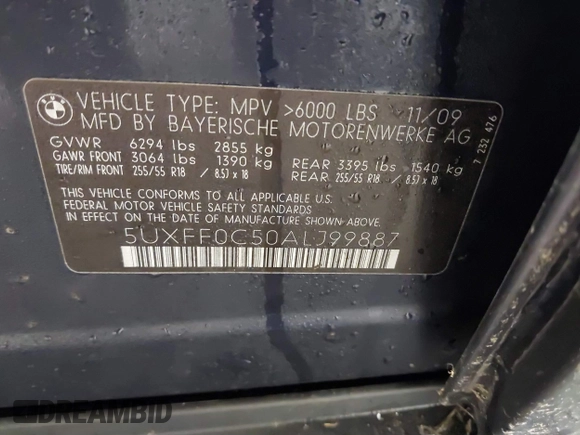 BMW
VEHICLE TYPE: MPV >6000 LBS 11/09
MFD BY BAYERISCHE MOTORENWERKE AG
GVWR 6294 lbs 2855 kg
GAWR FRONT 3064 lbs 1390 kg REAR 3395 lbs 1540 kg
TIRE/RIM FRONT 255/55 R18 / 8.5J x 18 REAR 255/55 R18 / 8.5J x 18
THIS VEHICLE CONFORMS TO ALL APPLICABLE U.S.
FEDERAL MOTOR VEHICLE SAFETY STANDARDS
IN EFFECT ON THE DATE OF MANUFACTURE SHOWN ABOVE.
5UXFF0C50ALJ99887
7 232 476
DREAMBID